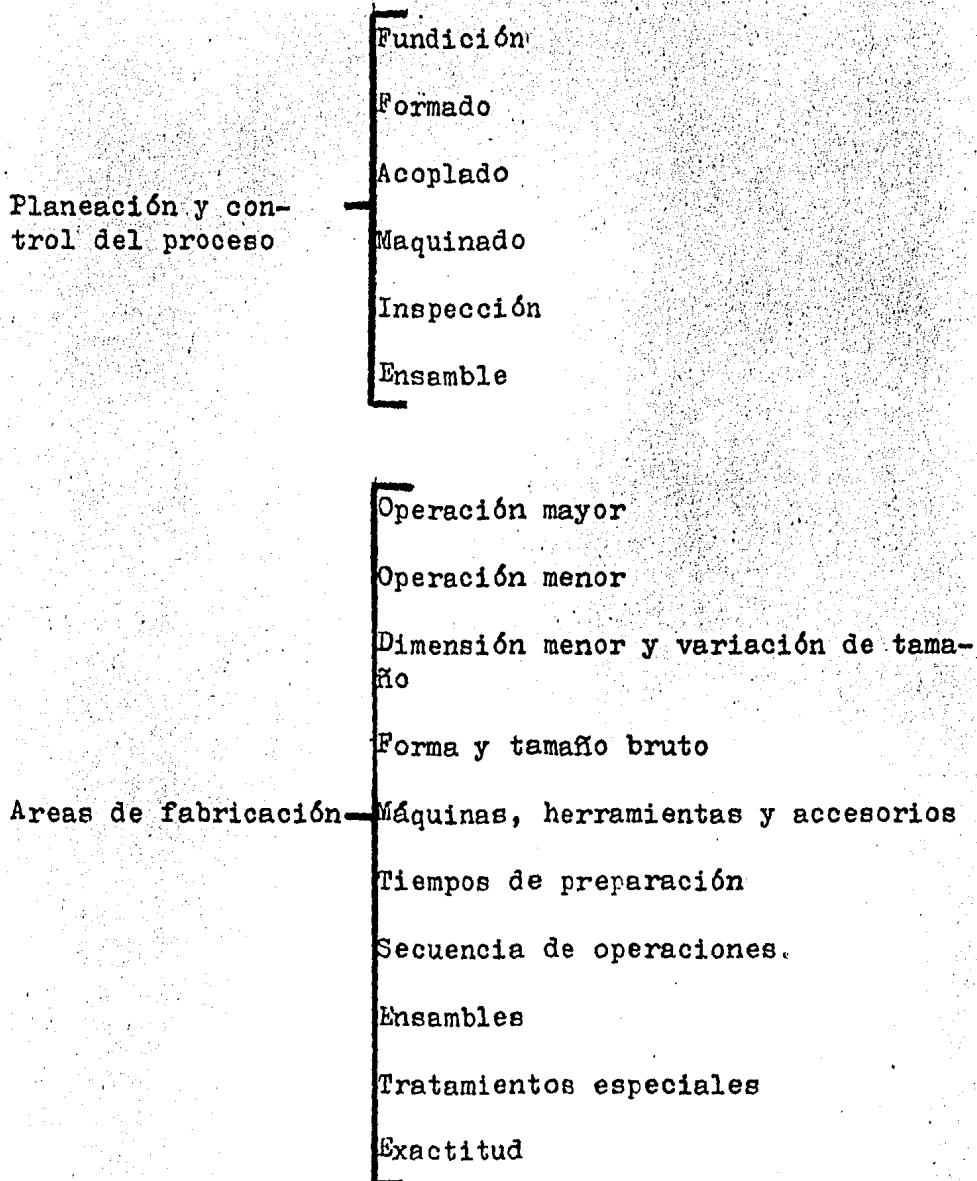 Fundición
Formado
Acoplado
Planeación y con-
trol del proceso
Maquinado
Inspección
Ensamble
Operación mayor
Operación menor
Dimensión menor y variación de tama-
ño
Forma y tamaño bruto
Areas de fabricación
Máquinas, herramientas y accesorios
Tiempos de preparación
Secuencia de operaciones.
Ensambles
Tratamientos especiales
Exactitud